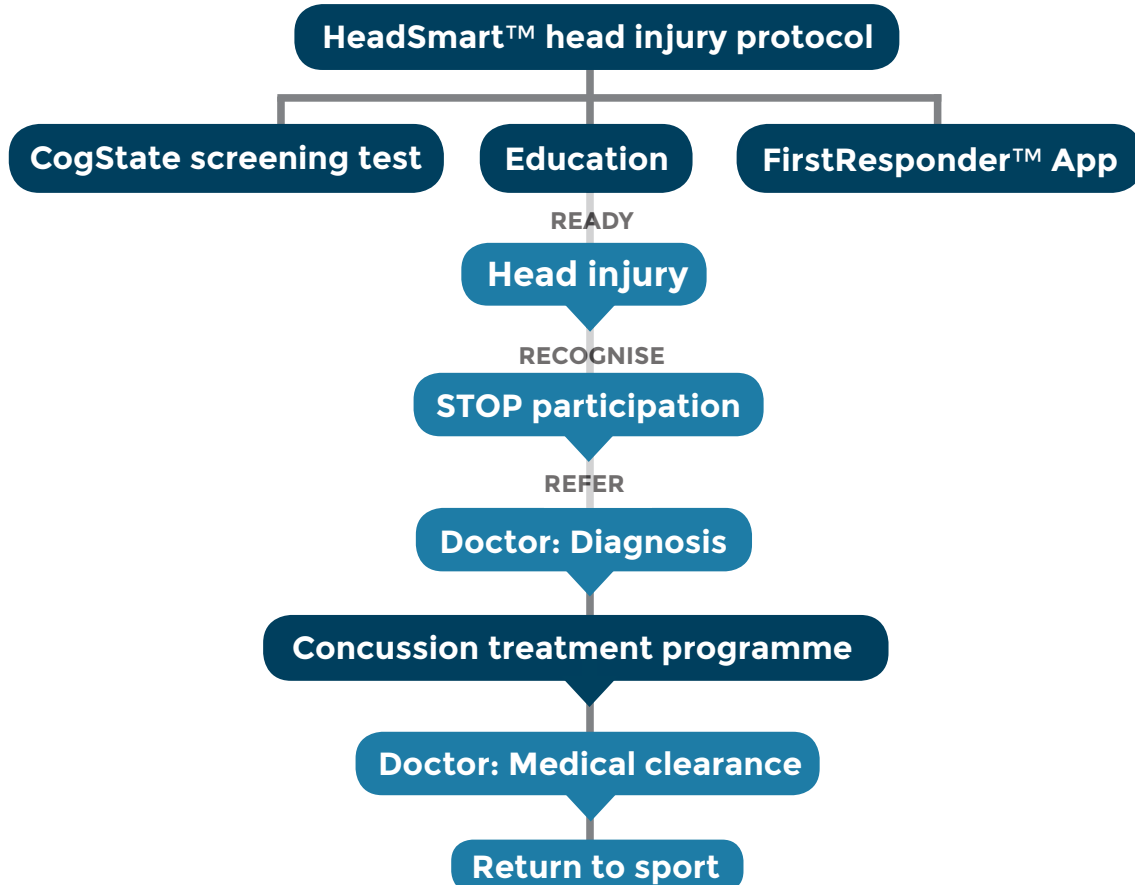 HeadSmart™ head injury protocol
CogState screening test
Education
FirstResponder™ App
READY
Head injury
RECOGNISE
STOP participation
REFER
Doctor: Diagnosis
Concussion treatment programme
Doctor: Medical clearance
Return to sport